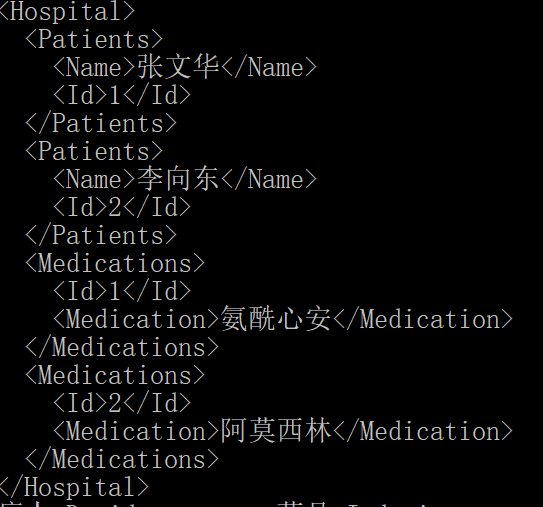 <Hospital>
  <Patients>
    <Name>张文华</Name>
    <Id>1</Id>
  </Patients>
  <Patients>
    <Name>李向东</Name>
    <Id>2</Id>
  </Patients>
  <Medications>
    <Id>1</Id>
    <Medication>氨酰心安</Medication>
  </Medications>
  <Medications>
    <Id>2</Id>
    <Medication>阿莫西林</Medication>
  </Medications>
</Hospital>